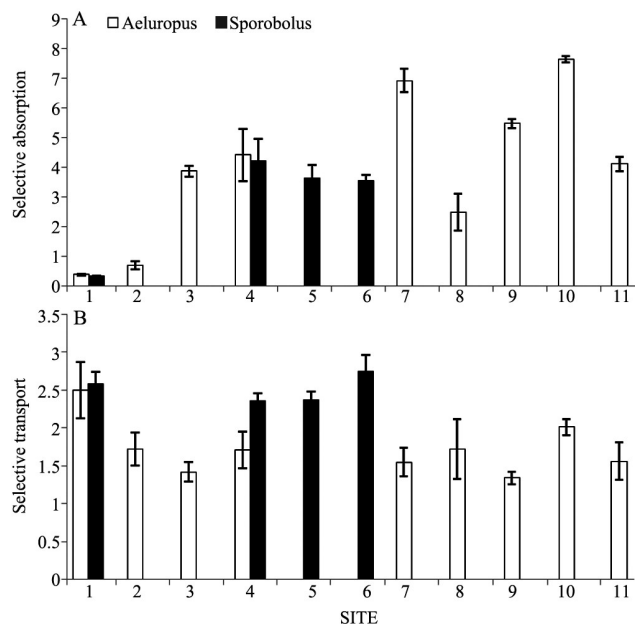 A
Aeluropus Sporobolus
Selective absorption
9
8
7
6
5
4
3
2
1
0
1 2 3 4 5 6 7 8 9 10 11
B
Selective transport
3.5
3
2.5
2
1.5
1
0.5
0
1 2 3 4 5 6 7 8 9 10 11
SITE